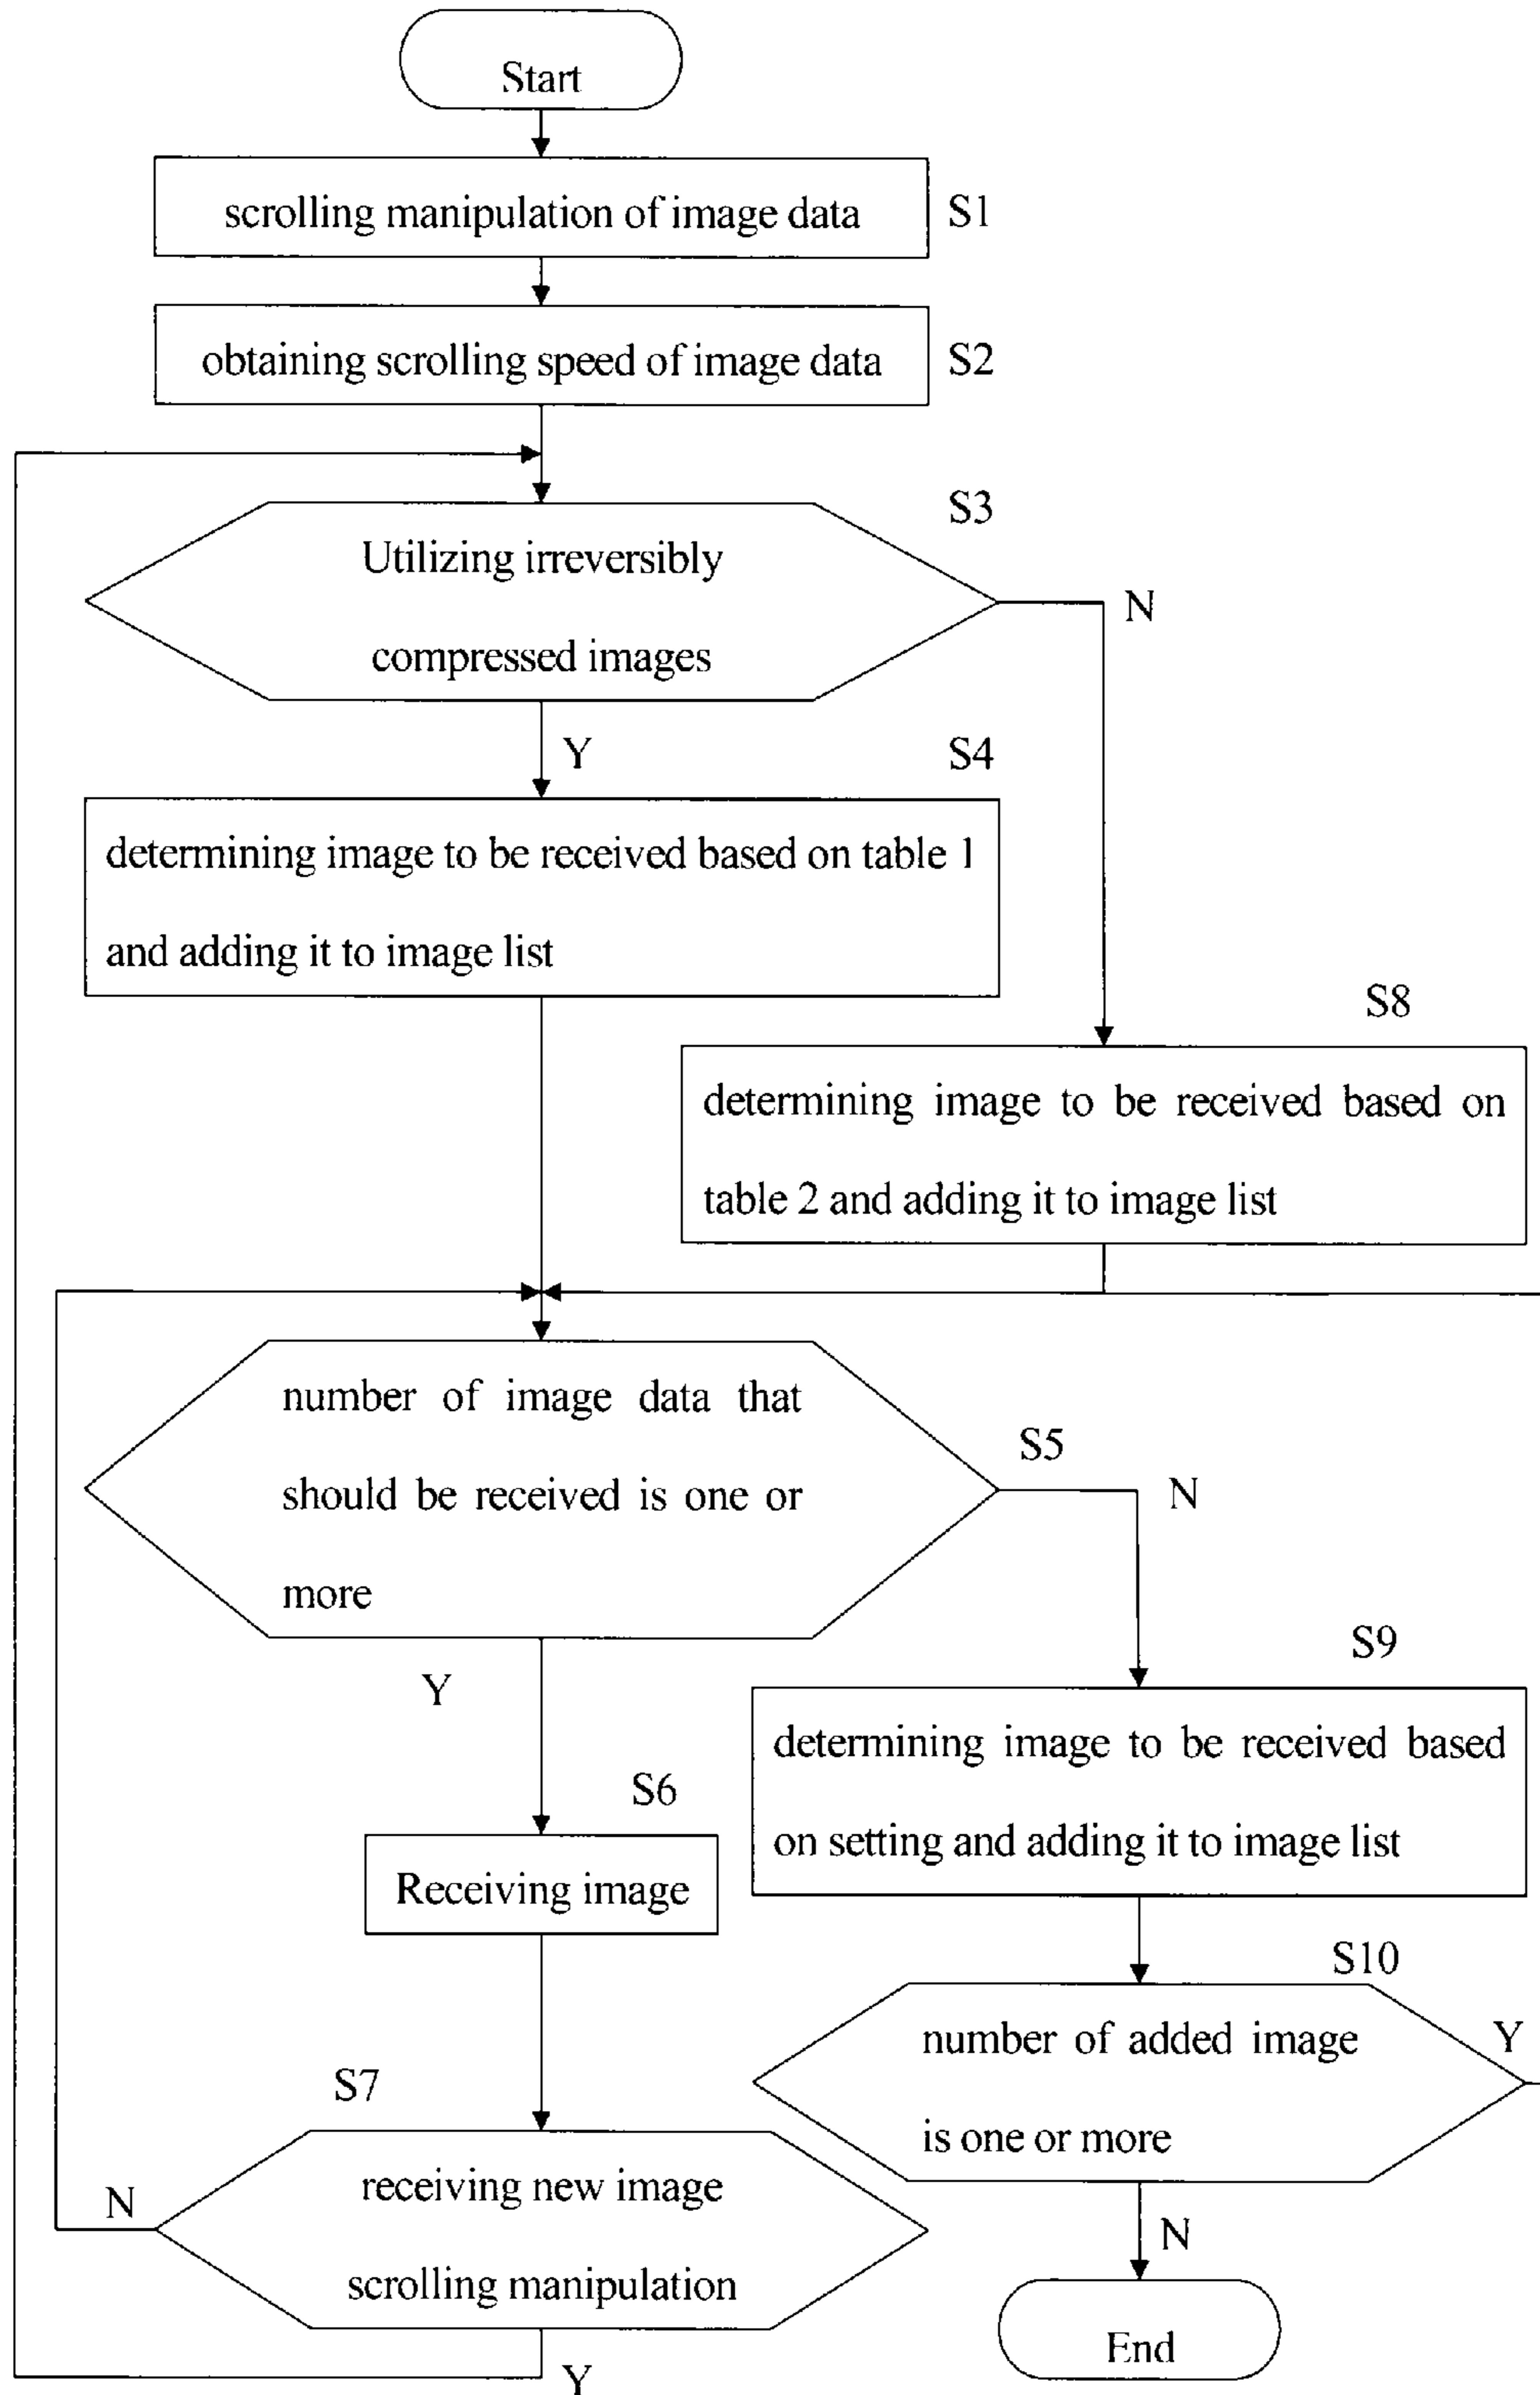 Start
scrolling manipulation of image data
S1
obtaining scrolling speed of image data
S2
S3
Utilizing irreversibly
compressed images
N
Y
S4
determining image to be received based on table 1
and adding it to image list
S8
determining image to be received based on
table 2 and adding it to image list
number of image data that
should be received is one or
more
S5
N
Y
S9
determining image to be received based
on setting and adding it to image list
S6
Receiving image
S10
number of added image
is one or more
Y
S7
receiving new image
scrolling manipulation
N
N
End
Y